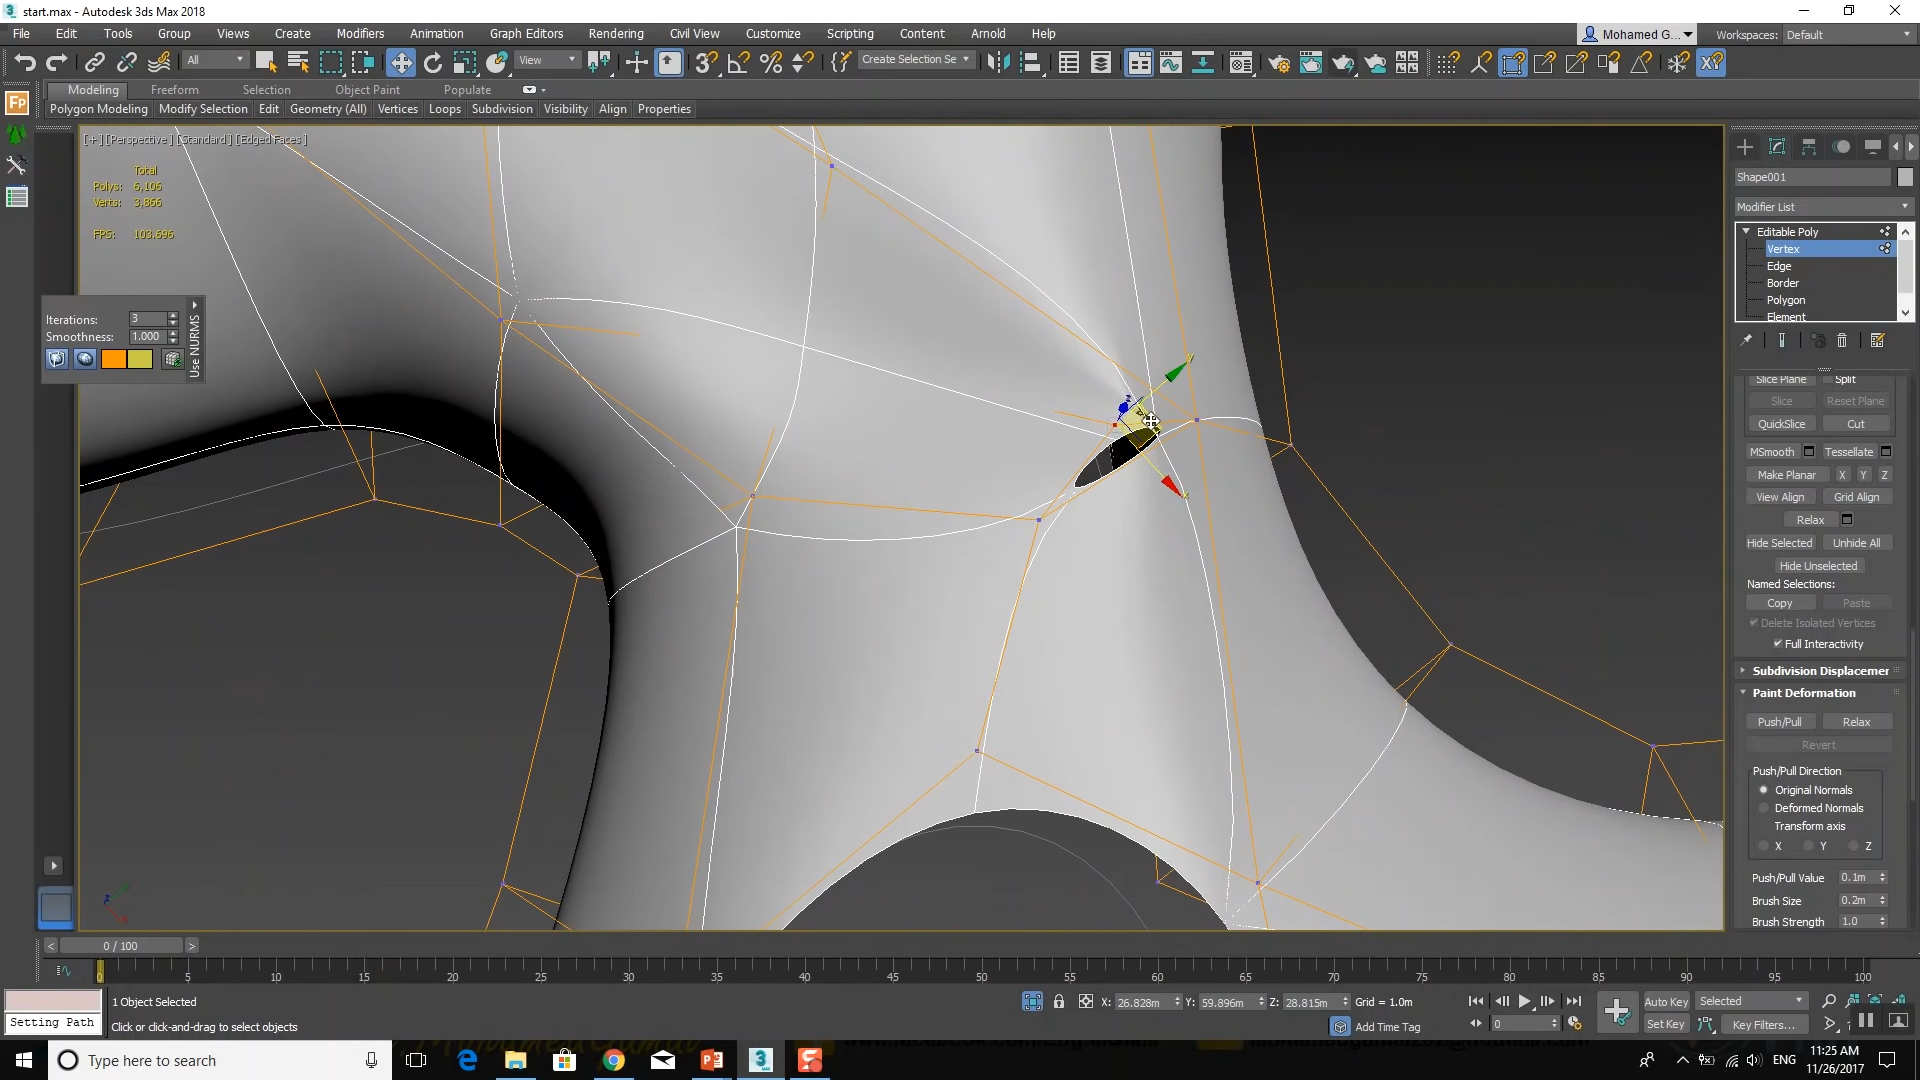 start.max - Autodesk 3ds Max 2018
File Edit Tools Group Views Create Modifiers Animation Graph Editors Rendering Civil View Customize Scripting Content Arnold Help
Mohamed G... Workspaces: Default
All View Create Selection Se
Modeling Freeform Selection Object Paint Populate
Polygon Modeling Modify Selection Edit Geometry (All) Vertices Loops Subdivision Visibility Align Properties
[+] [Perspective] [Standard] [Edged Faces]
Total
Polys: 6,106
Verts: 3,866
FPS: 103.696
Iterations: 3
Smoothness: 1.000
Use NURMS
Shape001
Modifier List
Editable Poly
Vertex
Edge
Border
Polygon
Element
Slice Plane Split
Slice Reset Plane
QuickSlice Cut
MSmooth Tessellate
Make Planar X Y Z
View Align Grid Align
Relax
Hide Selected Unhide All
Hide Unselected
Named Selections:
Copy Paste
Delete Isolated Vertices
Full Interactivity
Subdivision Displacemer
Paint Deformation
Push/Pull Relax
Revert
Push/Pull Direction
Original Normals
Deformed Normals
Transform axis
X Y Z
Push/Pull Value 0.1m
Brush Size 0.2m
Brush Strength 1.0
0 / 100
0 5 10 15 20 25 30 35 40 45 50 55 60 65 70 75 80 85 90 95 100
1 Object Selected X: 26.828m Y: 59.896m Z: 28.815m Grid = 1.0m Auto Key Selected
Setting Path Click or click-and-drag to select objects Add Time Tag 0 Set Key Key Filters...
Type here to search
ENG 11:25 AM
11/26/2017